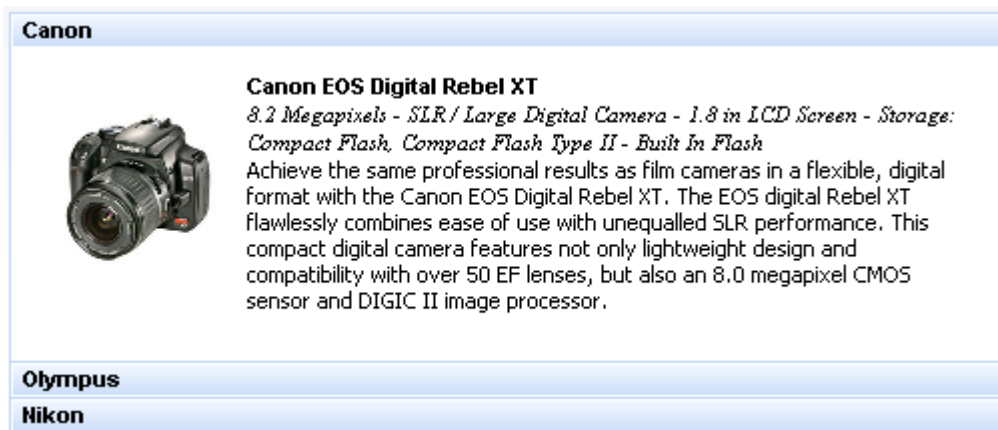 Canon
Canon EOS Digital Rebel XT
8.2 Megapixels - SLR / Large Digital Camera - 1.8 in LCD Screen - Storage:
Compact Flash, Compact Flash Type II - Built In Flash
Achieve the same professional results as film cameras in a flexible, digital
format with the Canon EOS Digital Rebel XT. The EOS digital Rebel XT
flawlessly combines ease of use with unequalled SLR performance. This
compact digital camera features not only lightweight design and
compatibility with over 50 EF lenses, but also an 8.0 megapixel CMOS
sensor and DIGIC II image processor.
Canon
Olympus
Nikon